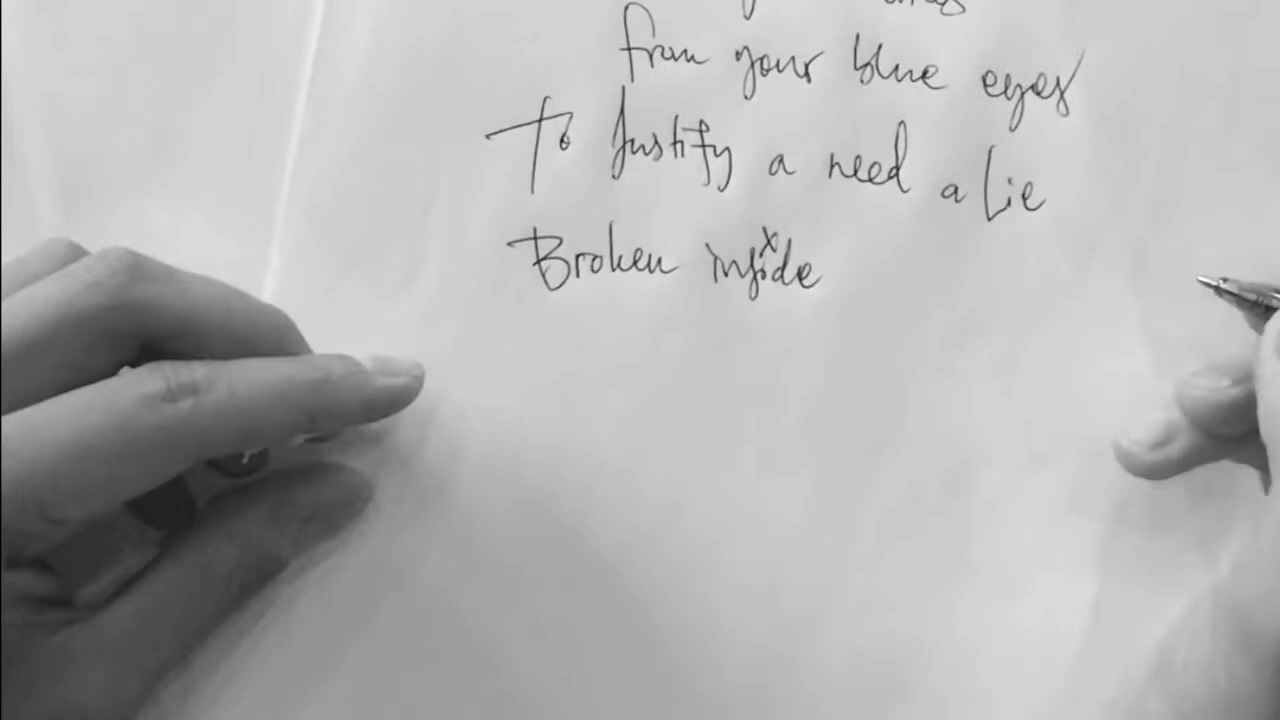 from your blue eyes
To Justify a need a Lie
Broken inside